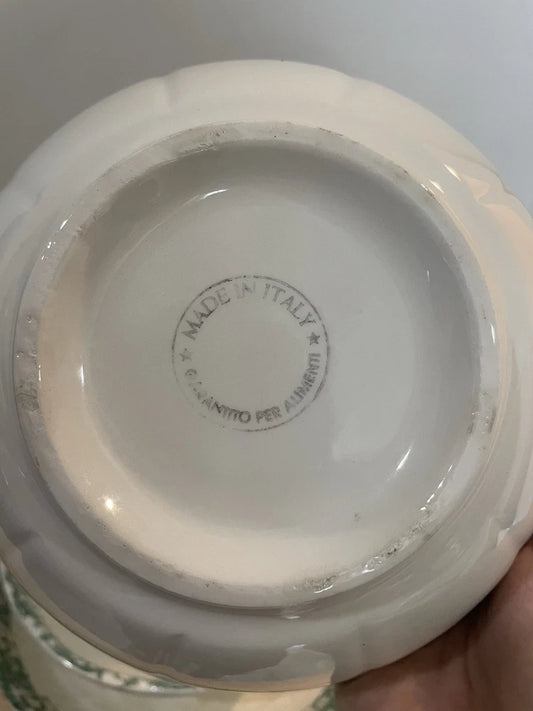 ★ MADE IN ITALY ★
GARANTITO PER ALIMENTI